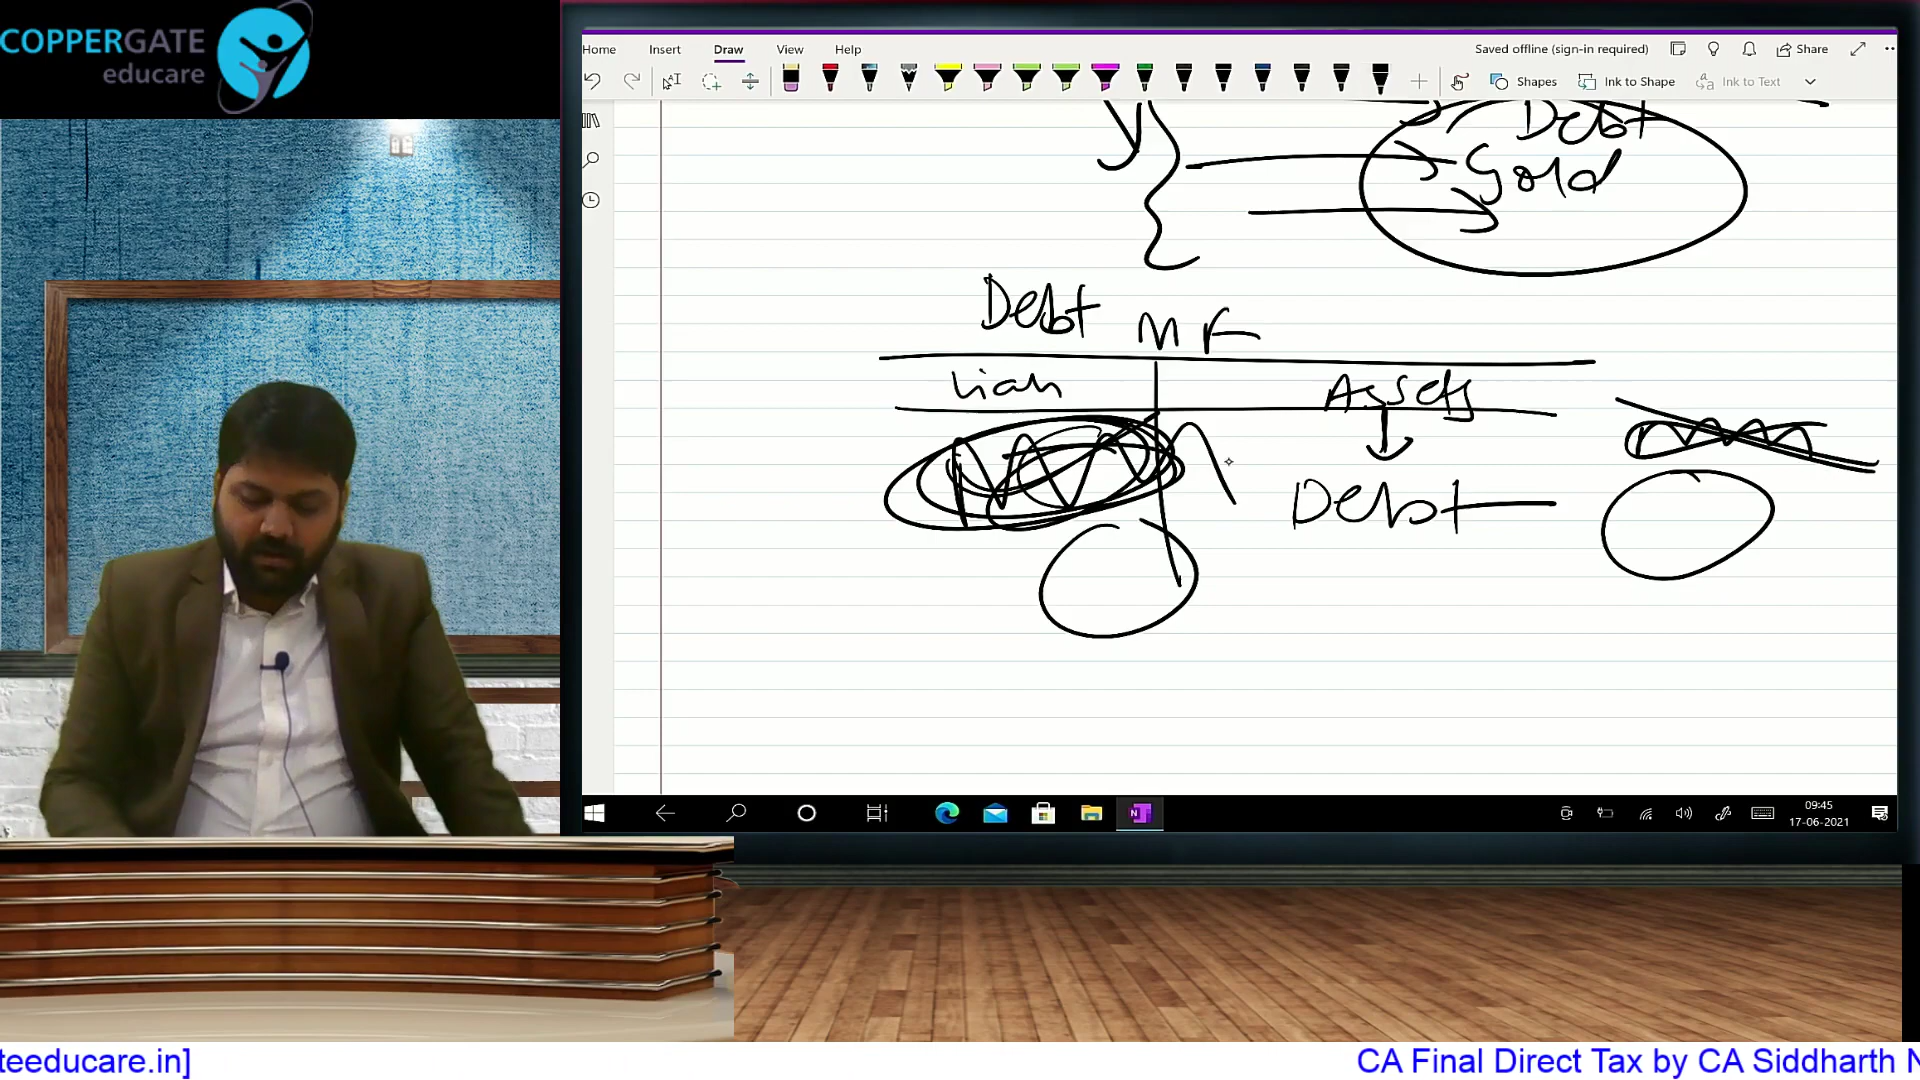 COPPERGATE
educare
Home Insert Draw View Help
Saved offline (sign-in required)
Share
Shapes
Ink to Shape
Ink to Text
Debt
Gold
Debt MF
Liab
Assets
Debt
09:45
17-06-2021
teeducare.in]
CA Final Direct Tax by CA Siddharth N